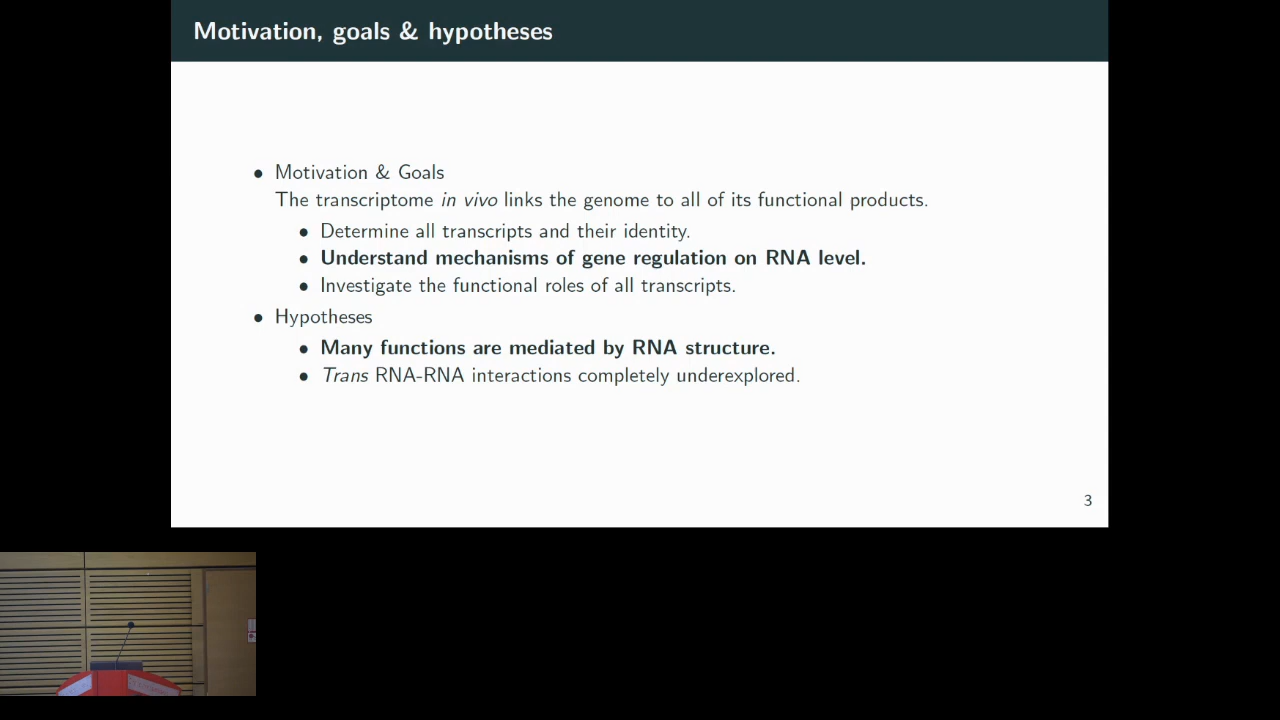 Motivation, goals & hypotheses
• Motivation & Goals
The transcriptome in vivo links the genome to all of its functional products.
• Determine all transcripts and their identity.
• Understand mechanisms of gene regulation on RNA level.
• Investigate the functional roles of all transcripts.
• Hypotheses
• Many functions are mediated by RNA structure.
• Trans RNA-RNA interactions completely underexplored.
3